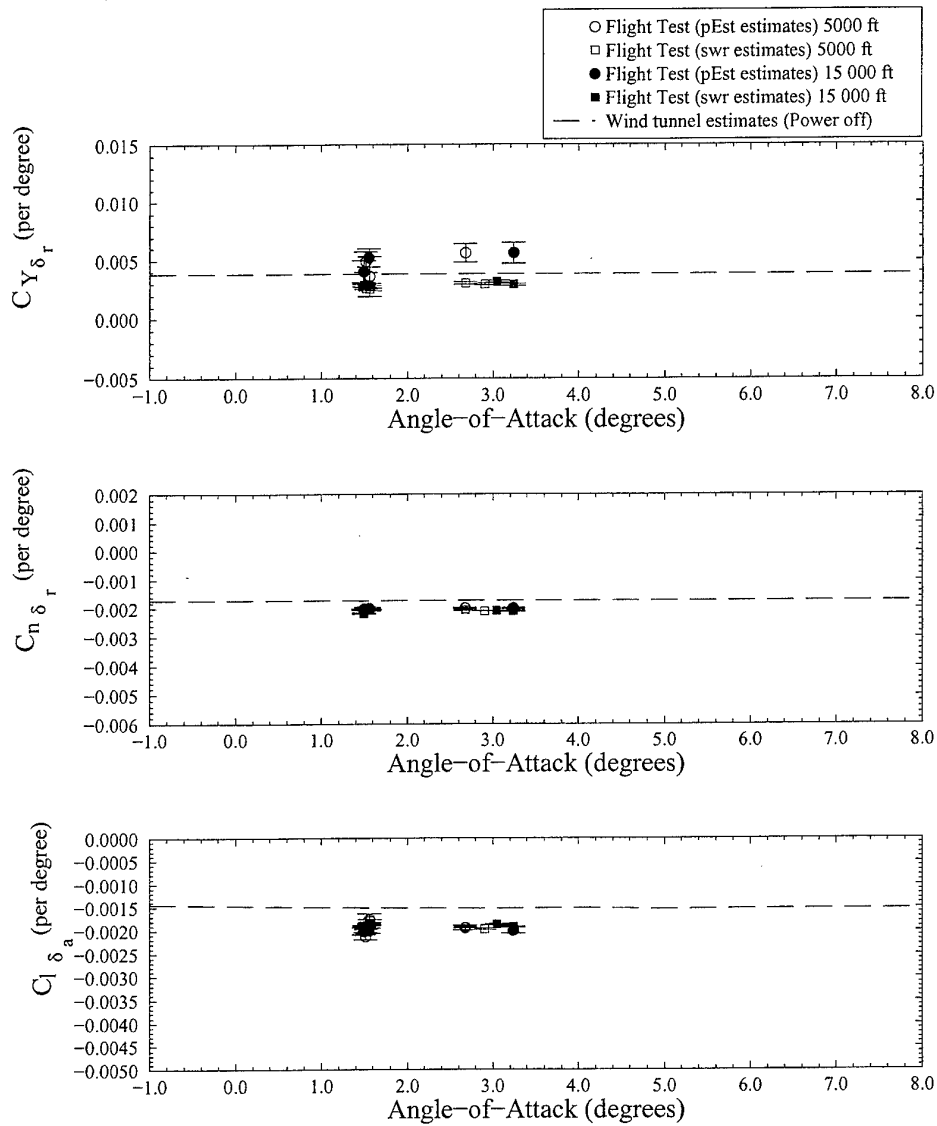 Flight Test (pEst estimates) 5000 ft
Flight Test (swr estimates) 5000 ft
Flight Test (pEst estimates) 15 000 ft
Flight Test (swr estimates) 15 000 ft
Wind tunnel estimates (Power off)
C_Y_δ_r (per degree)
0.015
0.010
0.005
0.000
−0.005
−1.0 0.0 1.0 2.0 3.0 4.0 5.0 6.0 7.0 8.0
Angle−of−Attack (degrees)
C_n_δ_r (per degree)
0.002
0.000
−0.001
−0.002
−0.004
−0.005
−0.006
−1.0 0.0 1.0 2.0 3.0 4.0 5.0 6.0 7.0 8.0
Angle−of−Attack (degrees)
C_l_δ_a (per degree)
0.0000
−0.0005
−0.0010
−0.0015
−0.0020
−0.0025
−0.0030
−0.0035
−0.0040
−0.0045
−0.0050
−1.0 0.0 1.0 2.0 3.0 4.0 5.0 6.0 7.0 8.0
Angle−of−Attack (degrees)